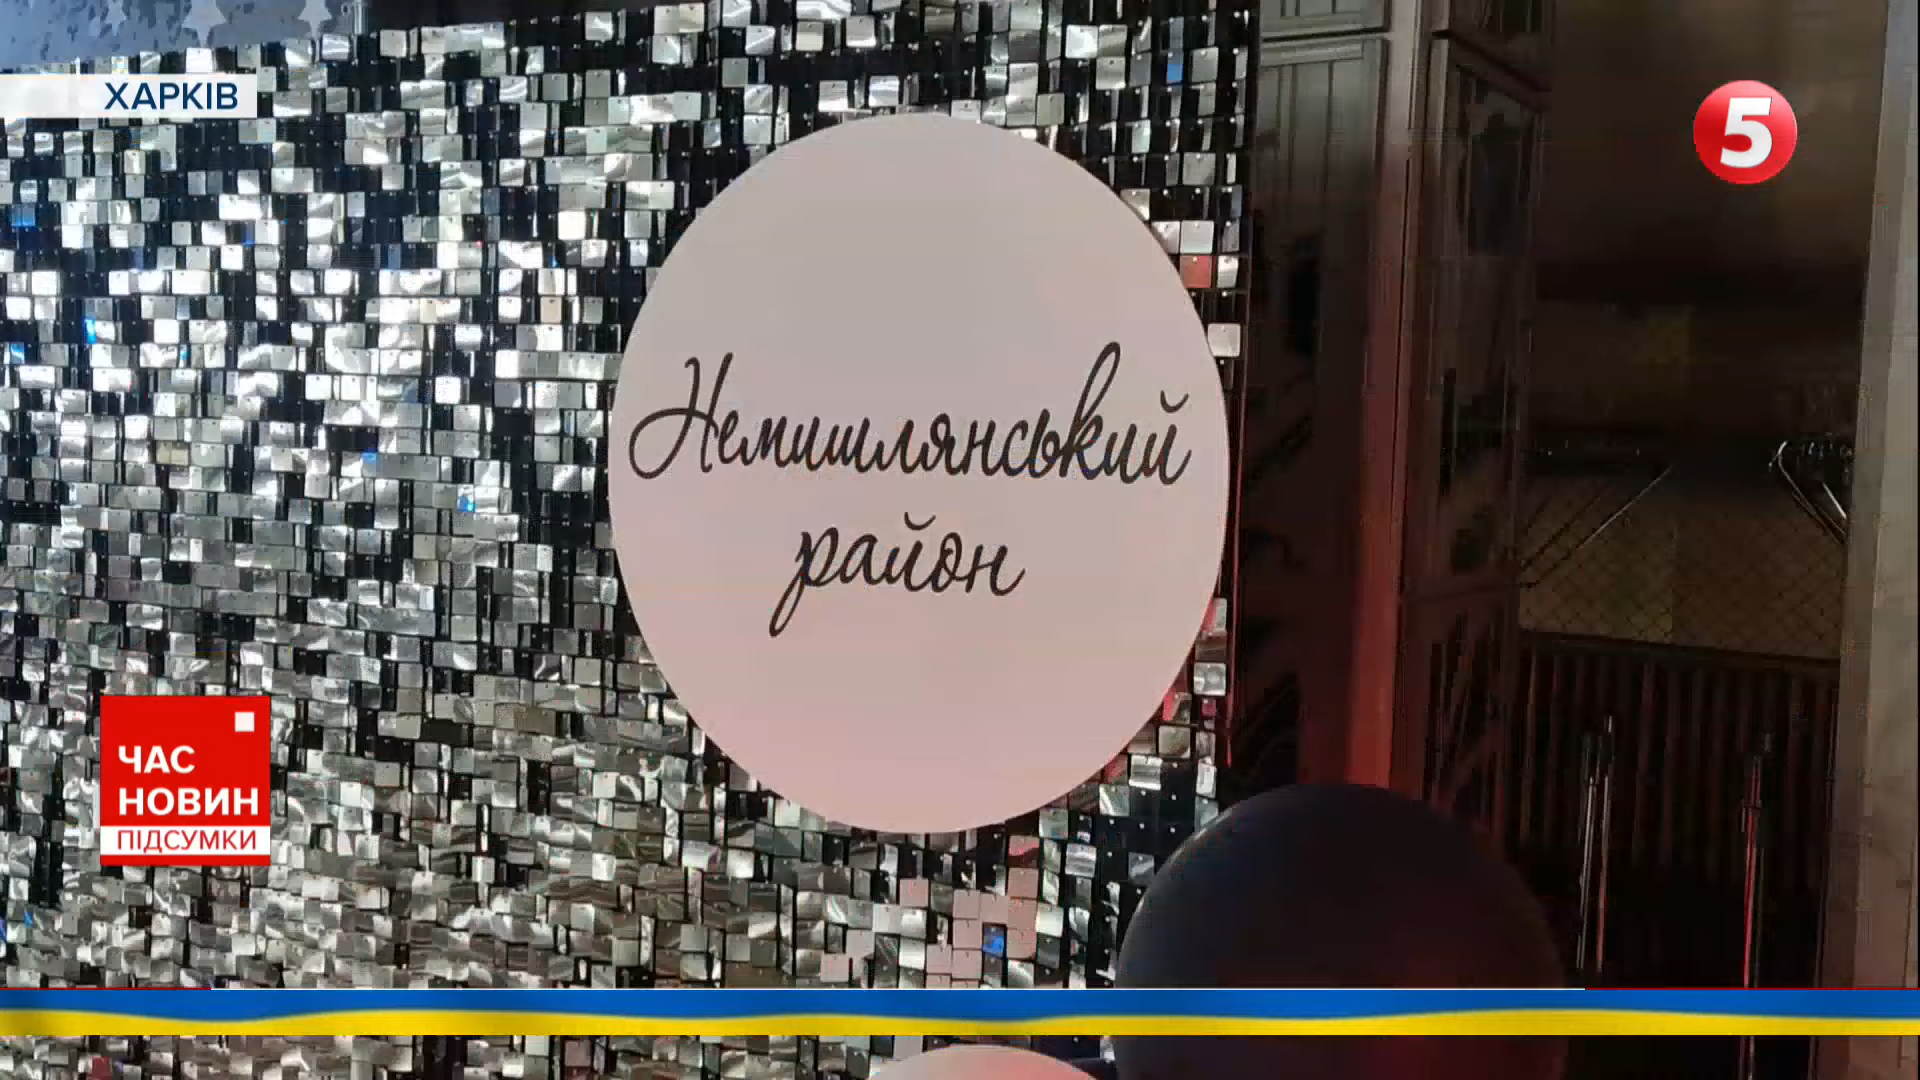 ХАРКІВ
5
Немишлянський
район
ЧАС
НОВИН
ПІДСУМКИ